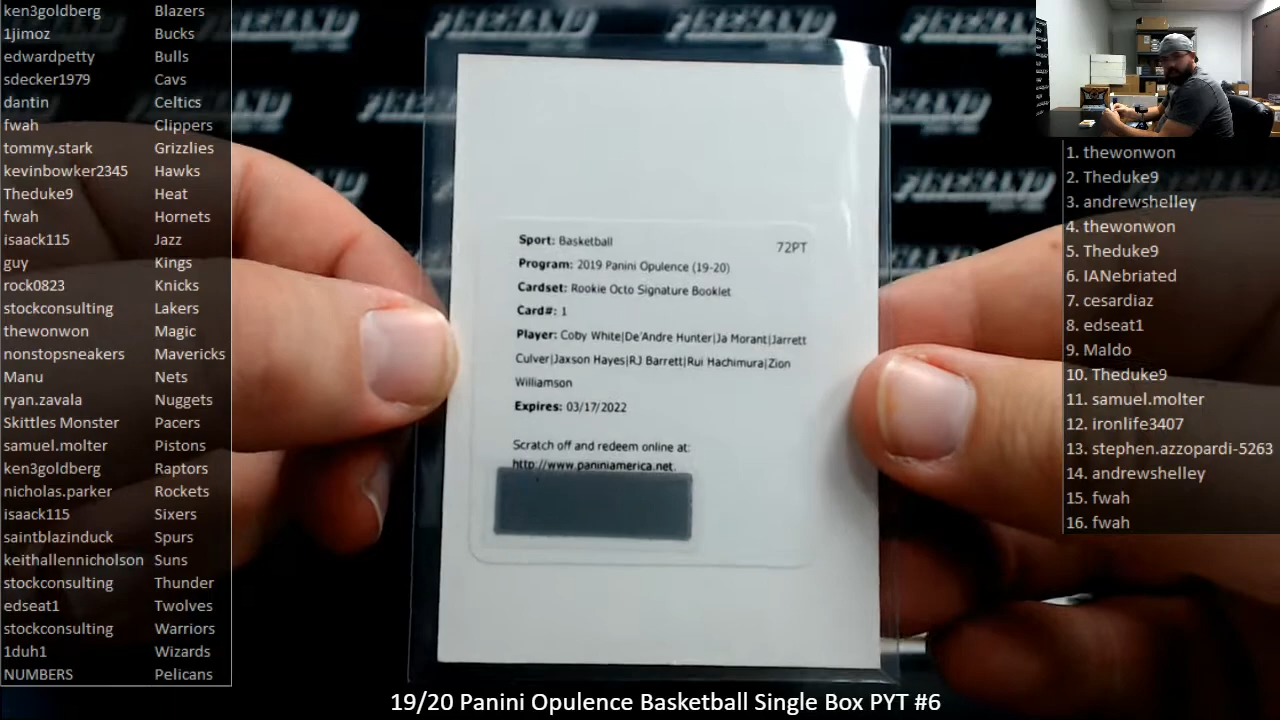 ken3goldberg Blazers
1jimoz Bucks
edwardpetty Bulls
sdecker1979 Cavs
dantin Celtics
fwah Clippers
tommy.stark Grizzlies
kevinbowker2345 Hawks
Theduke9 Heat
fwah Hornets
isaack115 Jazz
guy Kings
rock0823 Knicks
stockconsulting Lakers
thewonwon Magic
nonstopsneakers Mavericks
Manu Nets
ryan.zavala Nuggets
Skittles Monster Pacers
samuel.molter Pistons
ken3goldberg Raptors
nicholas.parker Rockets
isaack115 Sixers
saintblazinduck Spurs
keithallennicholson Suns
stockconsulting Thunder
edseat1 Twolves
stockconsulting Warriors
1duh1 Wizards
NUMBERS Pelicans
Sport: Basketball 72PT
Program: 2019 Panini Opulence (19-20)
Cardset: Rookie Octo Signature Booklet
Card#: 1
Player: Coby White|De'Andre Hunter|Ja Morant|Jarrett
Culver|Jaxson Hayes|RJ Barrett|Rui Hachimura|Zion
Williamson
Expires: 03/17/2022
Scratch off and redeem online at:
http://www.paniniamerica.net.
1. thewonwon
2. Theduke9
3. andrewshelley
4. thewonwon
5. Theduke9
6. IANebriated
7. cesardiaz
8. edseat1
9. Maldo
10. Theduke9
11. samuel.molter
12. ironlife3407
13. stephen.azzopardi-5263
14. andrewshelley
15. fwah
16. fwah
19/20 Panini Opulence Basketball Single Box PYT #6